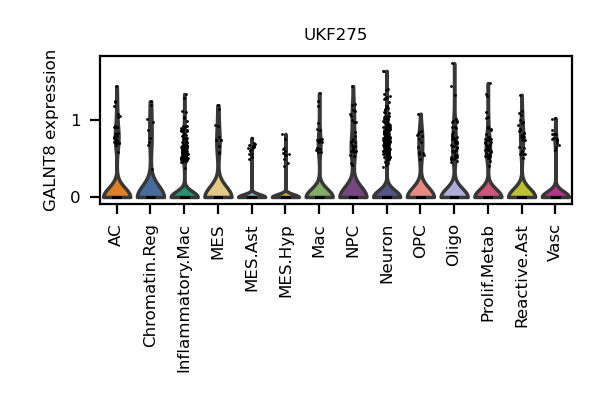 UKF275
GALNT8 expression
1
0
AC
Chromatin.Reg
Inflammatory.Mac
MES
MES.Ast
MES.Hyp
Mac
NPC
Neuron
OPC
Oligo
Prolif.Metab
Reactive.Ast
Vasc